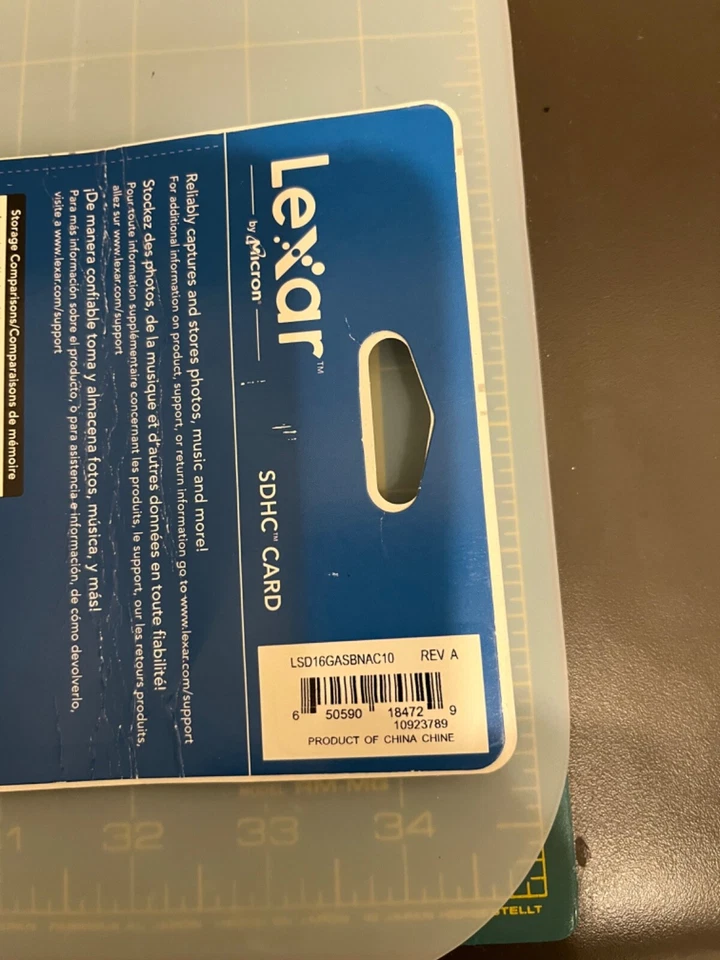 Lexar™
by Micron®
SDHC™ CARD
Reliably captures and stores photos, music and more!
For additional information on product, support, or return information go to www.lexar.com/support
Stockez des photos, de la musique et d'autres données en toute fiabilité!
Pour toute information supplémentaire concernant les produits, le support, our les retours produits,
allez sur www.lexar.com/support
¡De manera confiable toma y almacena fotos, música, y más!
Para más información sobre el producto, o para asistencia e información, de cómo devolverlo,
visite a www.lexar.com/support
Storage Comparisons/Comparaisons de mémoire
LSD16GASBNAC10 REV A
6 50590 18472 9
10923789
PRODUCT OF CHINA CHINE
32 33 34